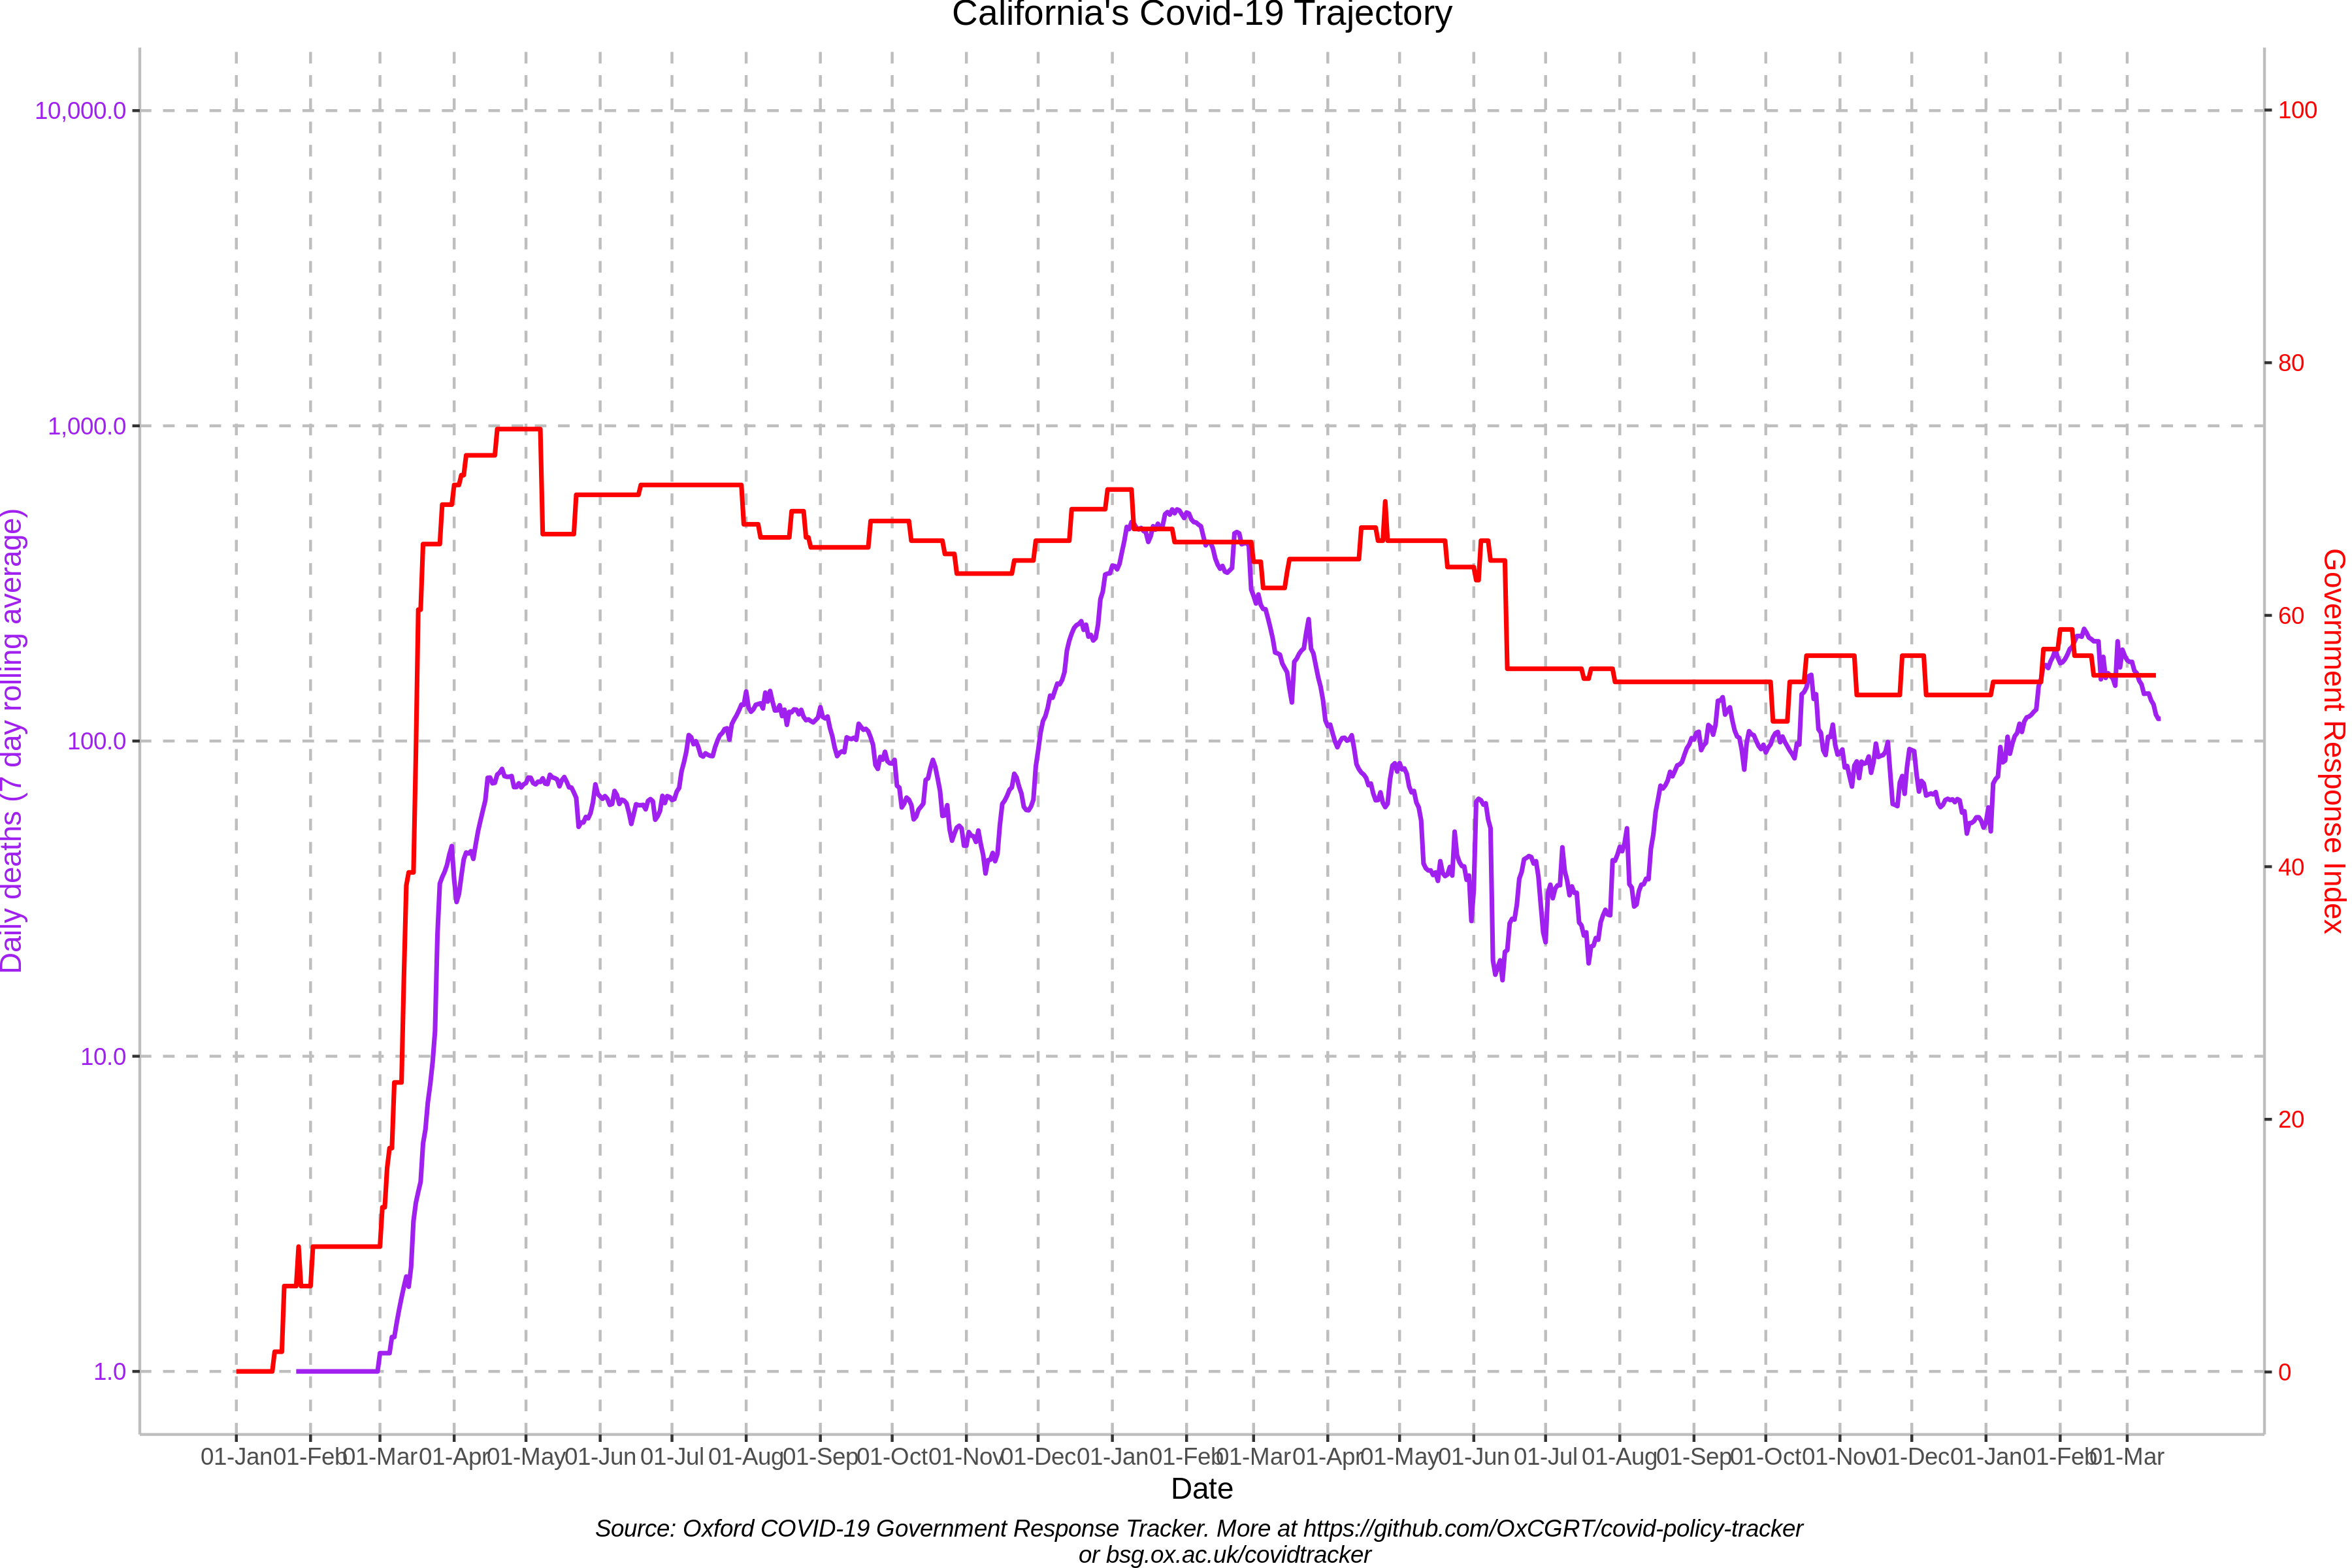 California's Covid-19 Trajectory
10,000.0
1,000.0
100.0
10.0
1.0
Daily deaths (7 day rolling average)
100
80
60
40
20
0
Government Response Index
01-Jan 01-Feb 01-Mar 01-Apr 01-May 01-Jun 01-Jul 01-Aug 01-Sep 01-Oct 01-Nov 01-Dec 01-Jan 01-Feb 01-Mar 01-Apr 01-May 01-Jun 01-Jul 01-Aug 01-Sep 01-Oct 01-Nov 01-Dec 01-Jan 01-Feb 01-Mar
Date
Source: Oxford COVID-19 Government Response Tracker. More at https://github.com/OxCGRT/covid-policy-tracker
or bsg.ox.ac.uk/covidtracker